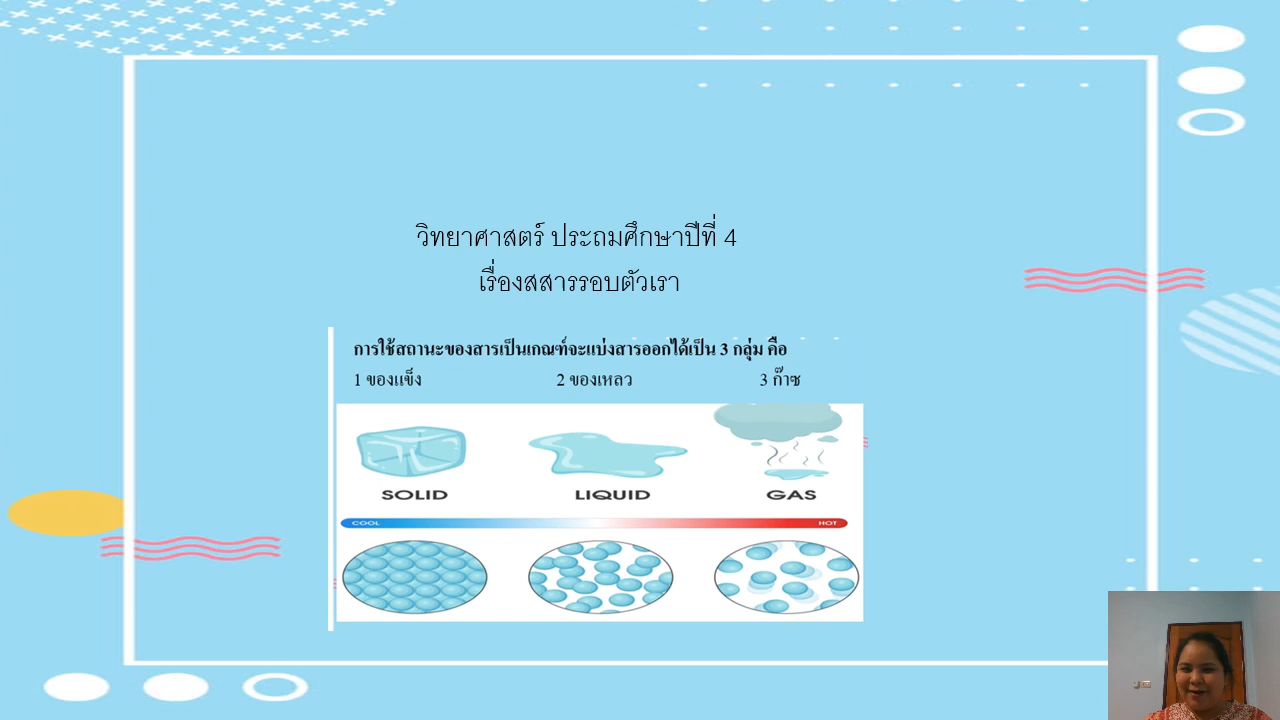 วิทยาศาสตร์ ประถมศึกษาปีที่ 4
เรื่องสสารรอบตัวเรา
การใช้สถานะของสารเป็นเกณฑ์จะแบ่งสารออกได้เป็น 3 กลุ่ม คือ
1 ของแข็ง 2 ของเหลว 3 ก๊าซ
SOLID LIQUID GAS
COOL HOT